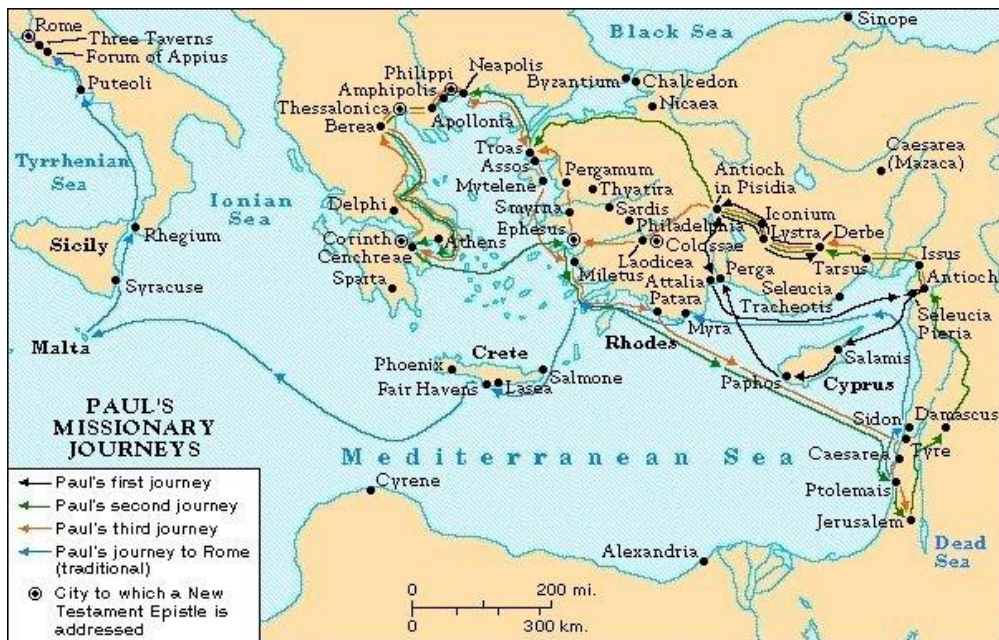 Rome
Three Taverns
Forum of Appius
Puteoli
Tyrrhenian
Sea
Ionian
Sea
Sicily
Rhegium
Syracuse
Malta
Black Sea
Sinope
Byzantium
Chalcedon
Nicaea
Caesarea
(Mazaca)
Neapolis
Philippi
Amphipolis
Thessalonica
Berea
Apollonia
Troas
Assos
Mytelene
Pergamum
Thyatira
Smyrna
Sardis
Ephesus
Philadelphia
Colossae
Laodicea
Miletus
Antioch
in Pisidia
Iconium
Lystra
Derbe
Tarsus
Issus
Antioch
Seleucia
Pieria
Perga
Attalia
Patara
Myra
Seleucia
Tracheotis
Delphi
Corinth
Athens
Cenchreae
Sparta
Rhodes
Salamis
Paphos
Cyprus
Crete
Phoenix
Fair Havens
Lasea
Salmone
Sidon
Damascus
Tyre
Caesarea
Ptolemais
Jerusalem
Dead
Sea
Mediterranean Sea
Cyrene
Alexandria
PAUL'S
MISSIONARY
JOURNEYS
Paul's first journey
Paul's second journey
Paul's third journey
Paul's journey to Rome
(traditional)
City to which a New
Testament Epistle is
addressed
0 200 mi.
0 300 km.